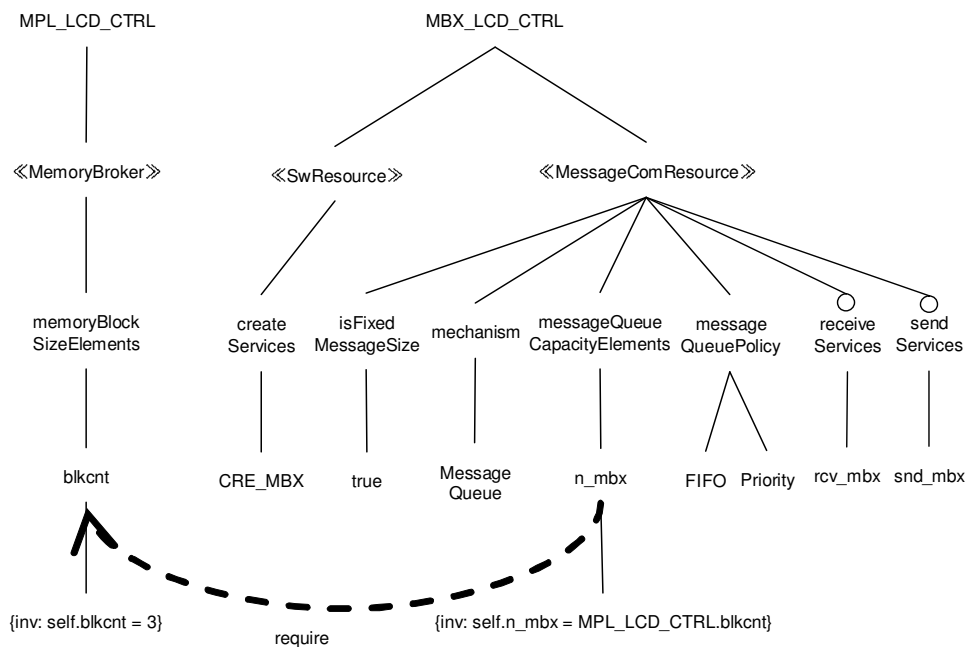 MPL_LCD_CTRL
MBX_LCD_CTRL
≪MemoryBroker≫
≪SwResource≫
≪MessageComResource≫
memoryBlock
SizeElements
create
Services
isFixed
MessageSize
mechanism
messageQueue
CapacityElements
message
QueuePolicy
receive
Services
send
Services
blkcnt
CRE_MBX
true
Message
Queue
n_mbx
FIFO
Priority
rcv_mbx
snd_mbx
{inv: self.blkcnt = 3}
require
{inv: self.n_mbx = MPL_LCD_CTRL.blkcnt}